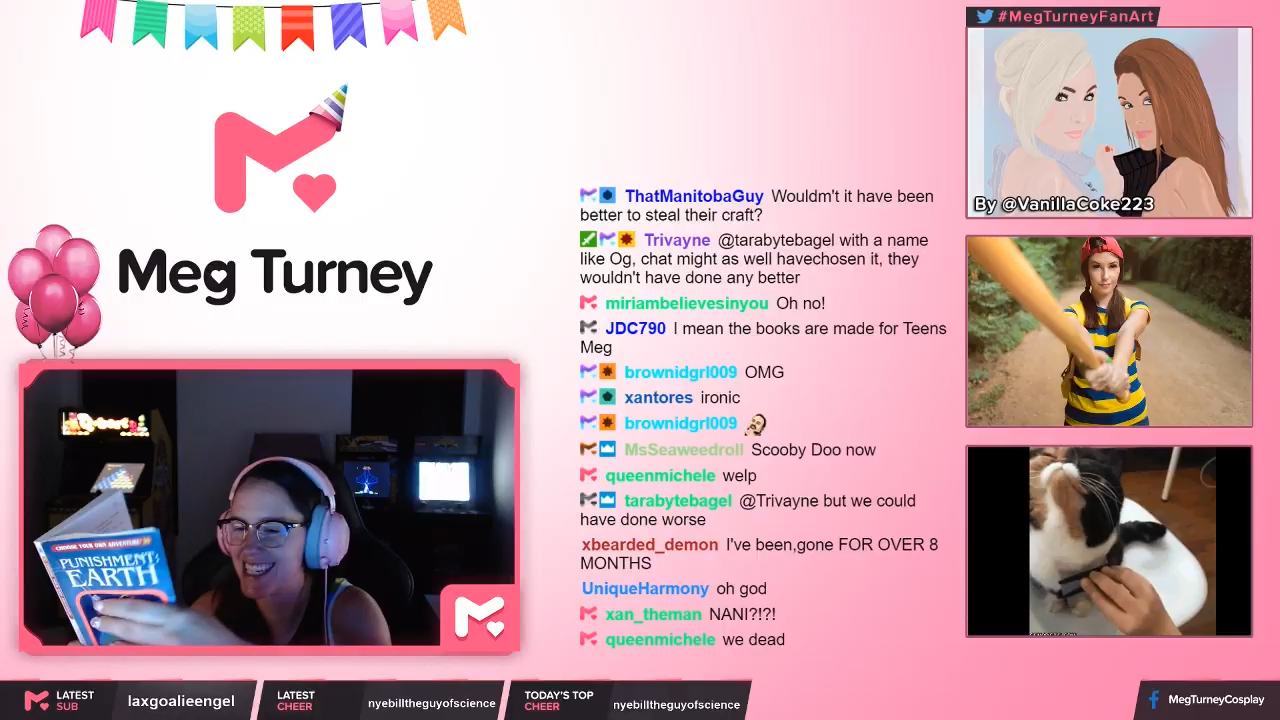 Meg Turney
CHOOSE YOUR OWN ADVENTURE
PUNISHMENT:
EARTH
ThatManitobaGuy Wouldm't it have been
better to steal their craft?
Trivayne @tarabytebagel with a name
like Og, chat might as well havechosen it, they
wouldn't have done any better
miriambelievesinyou Oh no!
JDC790 I mean the books are made for Teens
Meg
brownidgrl009 OMG
xantores ironic
brownidgrl009
MsSeaweedroll Scooby Doo now
queenmichele welp
tarabytebagel @Trivayne but we could
have done worse
xbearded_demon I've been,gone FOR OVER 8
MONTHS
UniqueHarmony oh god
xan_theman NANI?!?!
queenmichele we dead
#MegTurneyFanArt
By @VanillaCoke223
LATEST
SUB
laxgoalieengel
LATEST
CHEER
nyebilltheguyofscience
TODAY'S TOP
CHEER
nyebilltheguyofscience
MegTurneyCosplay